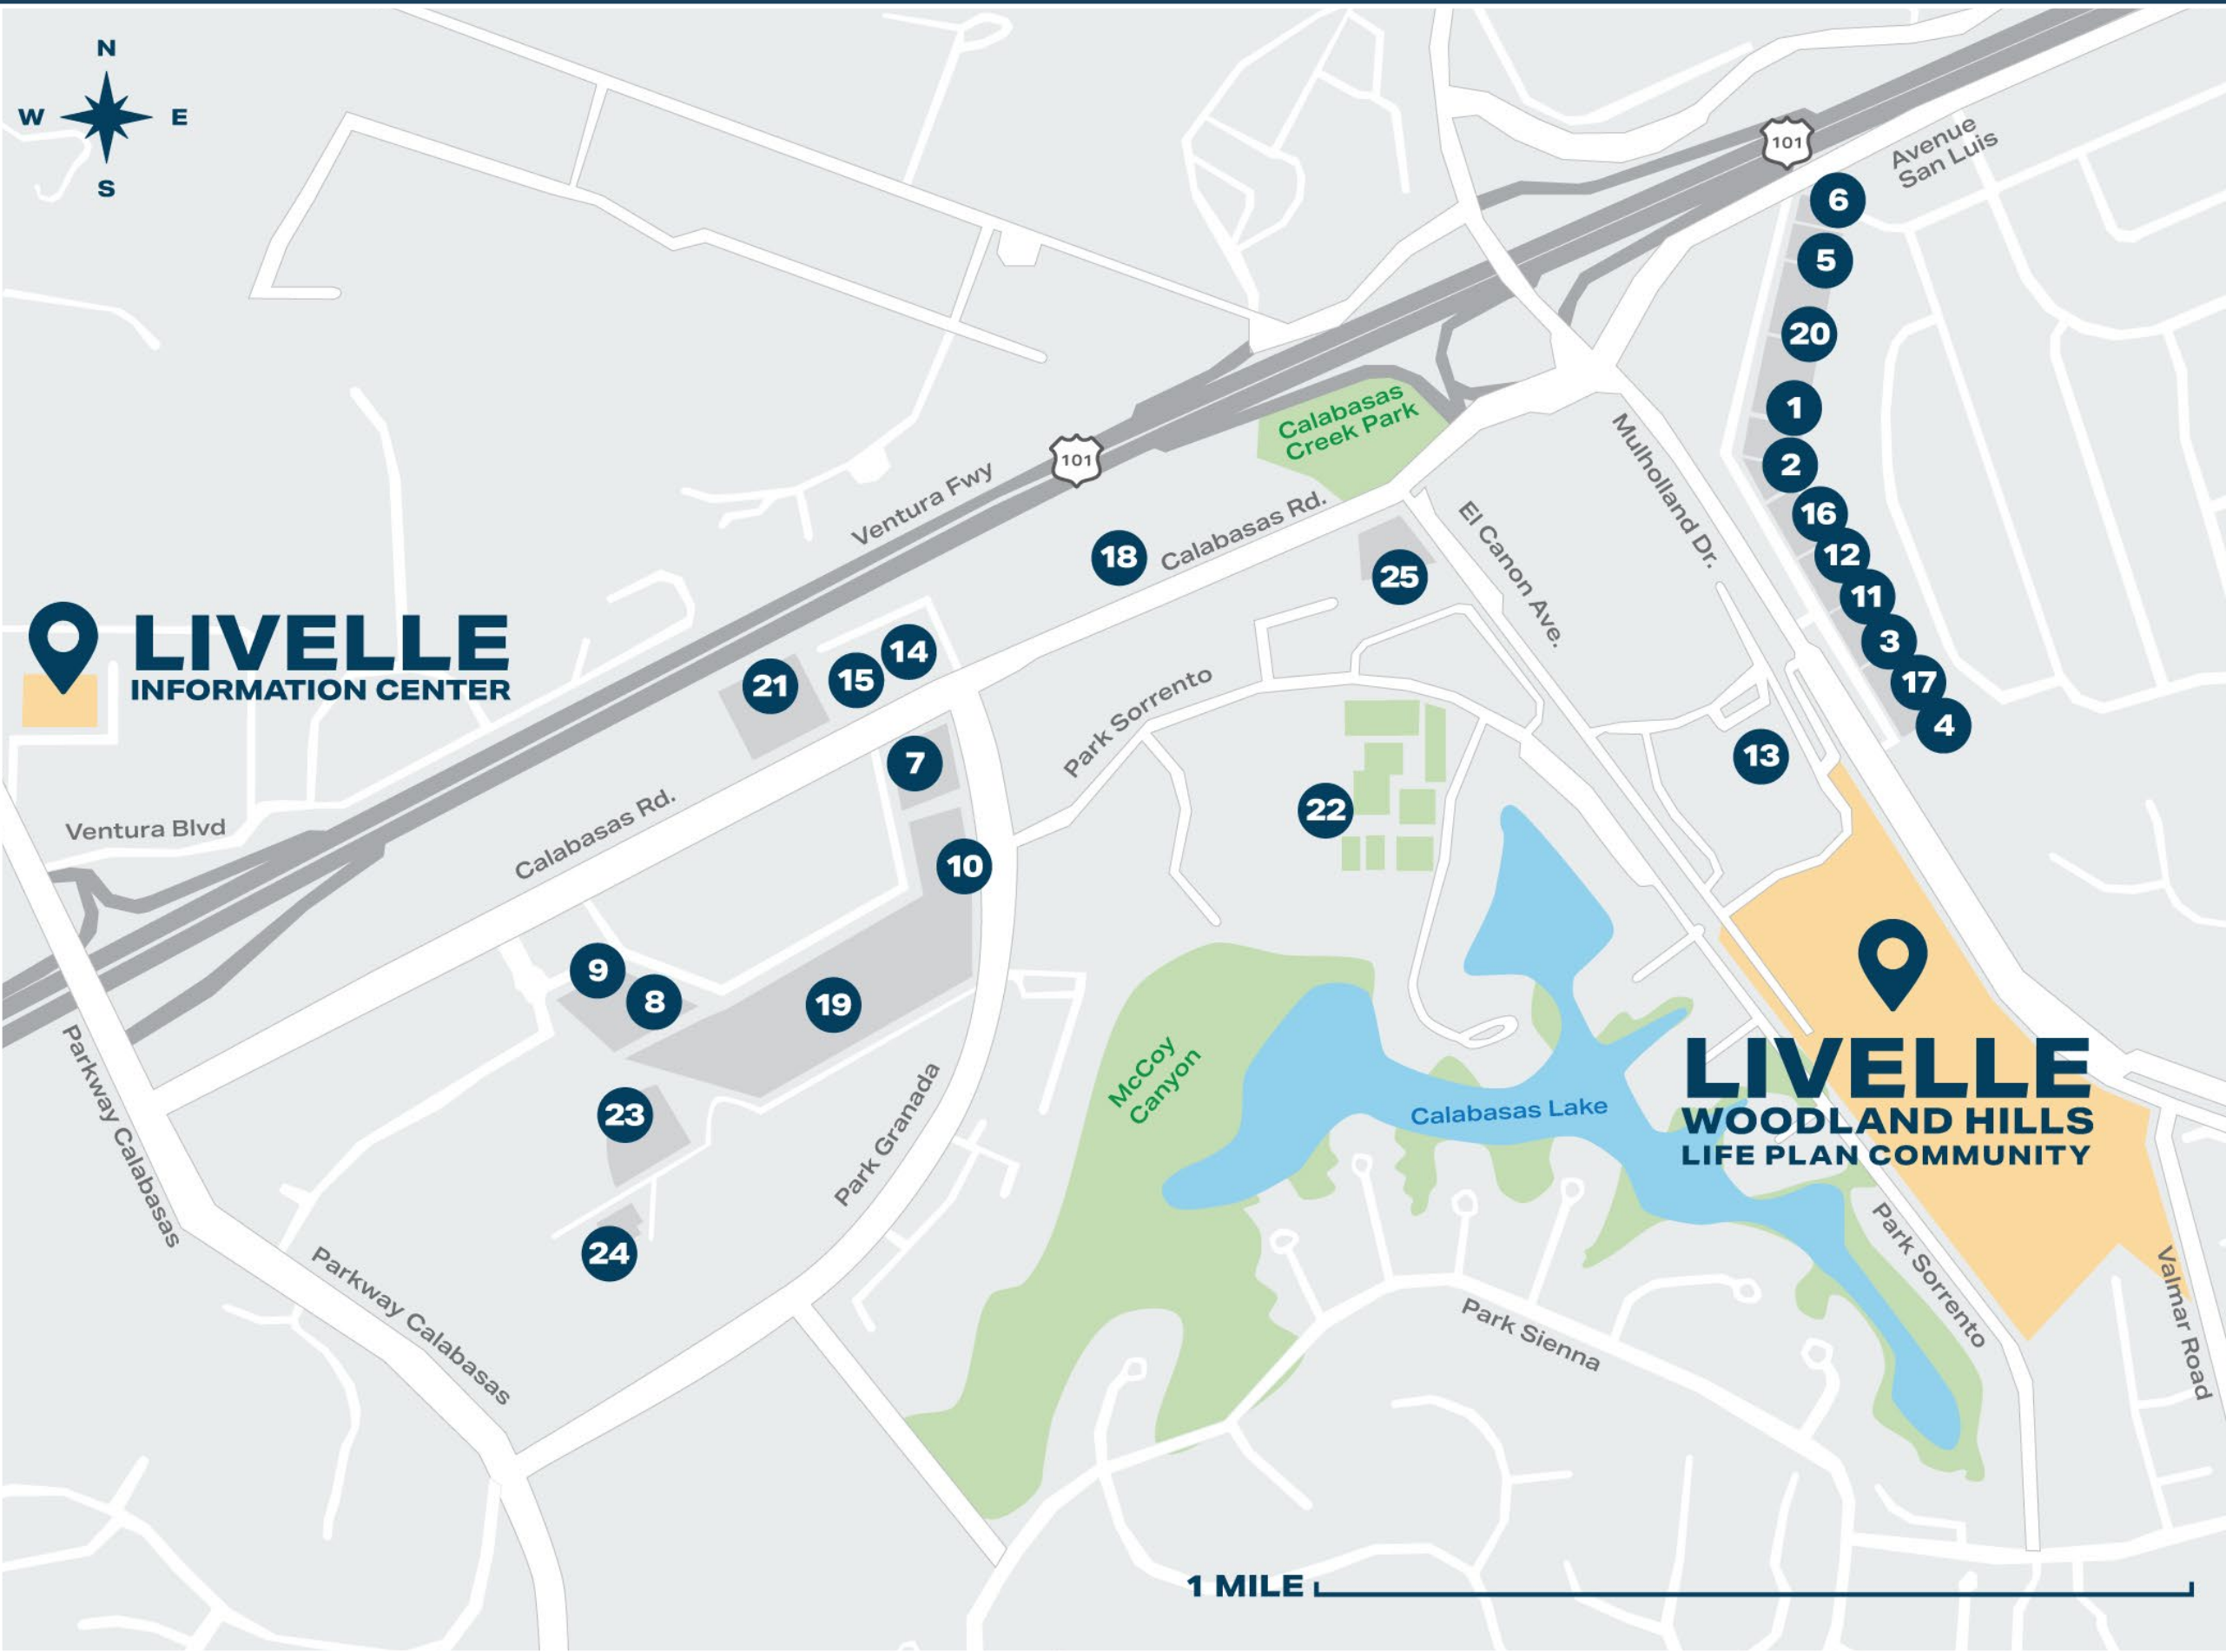 N
W
E
S
101
Avenue
San Luis
6
5
20
1
2
16
12
11
3
17
4
Calabasas
Creek Park
Mulholland Dr.
101
Ventura Fwy
Calabasas Rd.
El Canon Ave.
18
25
LIVELLE
INFORMATION CENTER
14
15
21
Park Sorrento
7
13
22
Calabasas Rd.
Ventura Blvd
10
9
8
19
McCoy
Canyon
Calabasas Lake
LIVELLE
WOODLAND HILLS
LIFE PLAN COMMUNITY
Parkway Calabasas
23
Park Granada
24
Parkway Calabasas
Park Sorrento
Valmar Road
Park Sienna
1 MILE